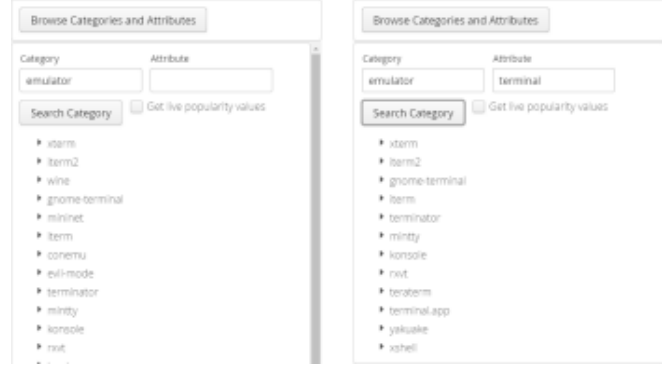 Browse Categories and Attributes
Category Attribute
emulator
Search Category Get live popularity values
xterm
iterm2
wine
gnome-terminal
mininet
iterm
conemu
evil-mode
terminator
mintty
konsole
rxvt
Browse Categories and Attributes
Category Attribute
emulator terminal
Search Category Get live popularity values
xterm
iterm2
gnome-terminal
iterm
terminator
mintty
konsole
rxvt
teraterm
terminal.app
yakuake
xshell